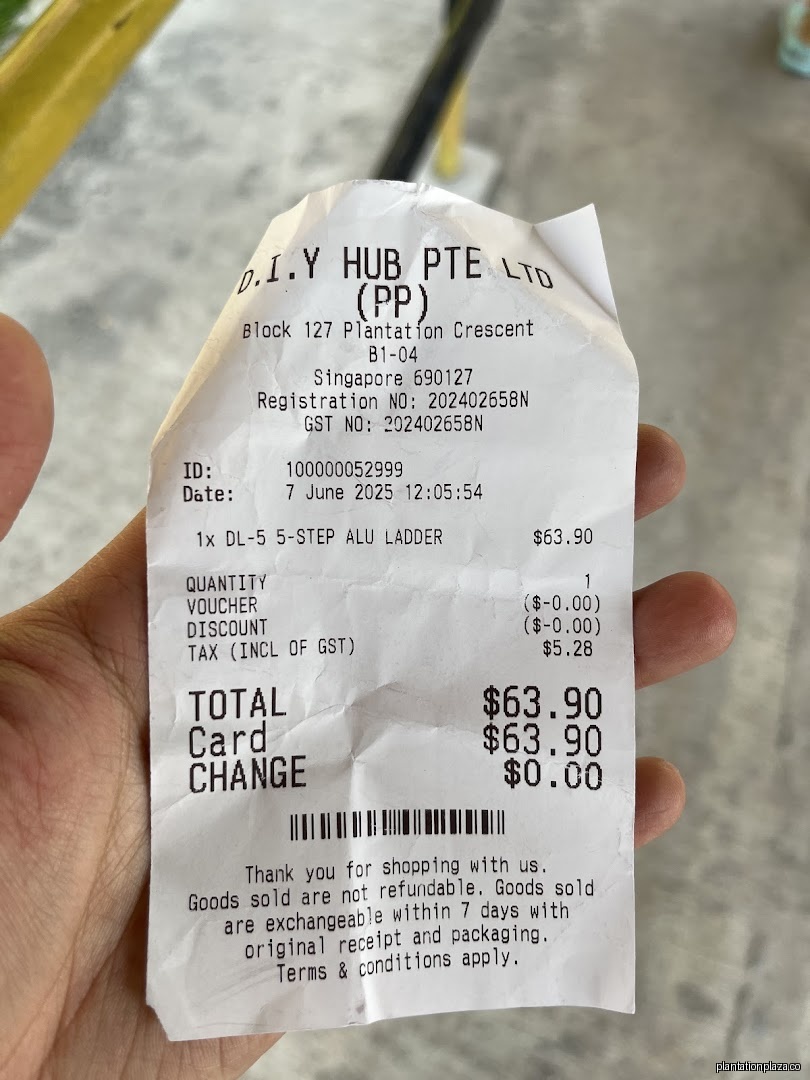 D.I.Y HUB PTE LTD
(PP)
Block 127 Plantation Crescent
B1-04
Singapore 690127
Registration NO: 202402658N
GST NO: 202402658N
ID: 100000052999
Date: 7 June 2025 12:05:54
1x DL-5 5-STEP ALU LADDER $63.90
QUANTITY 1
VOUCHER ($-0.00)
DISCOUNT ($-0.00)
TAX (INCL OF GST) $5.28
TOTAL $63.90
Card $63.90
CHANGE $0.00
Thank you for shopping with us.
Goods sold are not refundable. Goods sold
are exchangeable within 7 days with
original receipt and packaging.
Terms & conditions apply.
plantationplaza.co